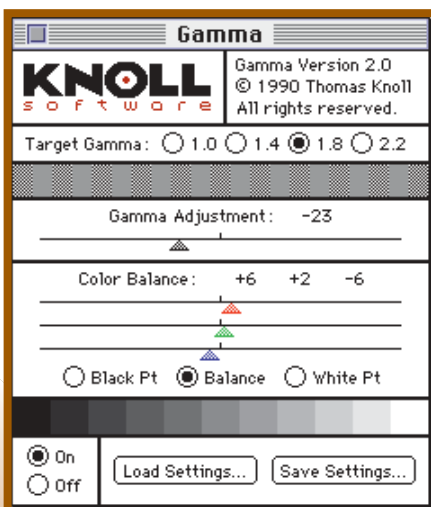 Gamma
KNOLL
software
Gamma Version 2.0
© 1990 Thomas Knoll
All rights reserved.
Target Gamma: 1.0 1.4 1.8 2.2
Gamma Adjustment: -23
Color Balance: +6 +2 -6
Black Pt Balance White Pt
On
Off
Load Settings... Save Settings...